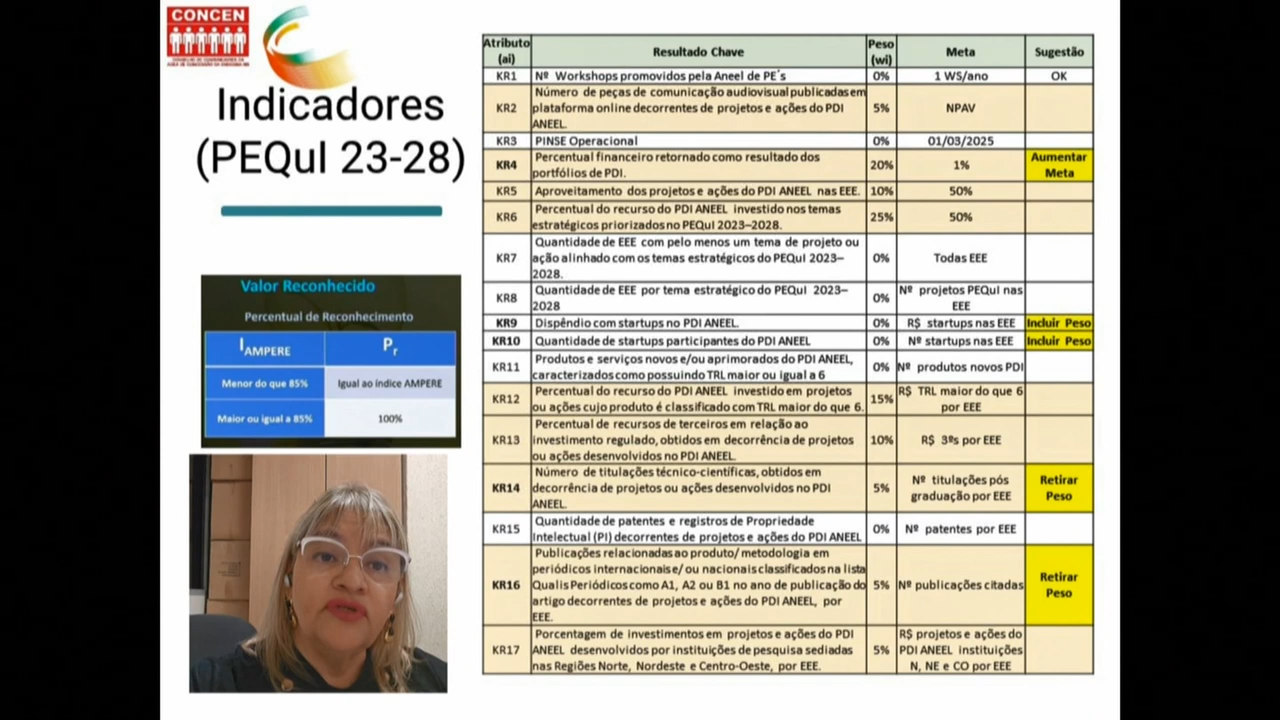 CONCEN
Indicadores
(PEQuI 23-28)
Valor Reconhecido
Percentual de Reconhecimento
IAMPERE
Pr
Menor do que 85%
Igual ao índice AMPERE
Maior ou igual a 85%
100%
Atributo
(ai)
Resultado Chave
Peso
(wi)
Meta
Sugestão
KR1
Nº Workshops promovidos pela Aneel de PE´s
0%
1 WS/ano
OK
KR2
Número de peças de comunicação audiovisual publicadas em
plataforma online decorrentes de projetos e ações do PDI
ANEEL.
5%
NPAV
KR3
PINSE Operacional
0%
01/03/2025
KR4
Percentual financeiro retornado como resultado dos
portfólios de PDI.
20%
1%
Aumentar
Meta
KR5
Aproveitamento dos projetos e ações do PDI ANEEL nas EEE.
10%
50%
KR6
Percentual do recurso do PDI ANEEL investido nos temas
estratégicos priorizados no PEQuI 2023–2028.
25%
50%
KR7
Quantidade de EEE com pelo menos um tema de projeto ou
ação alinhado com os temas estratégicos do PEQuI 2023–
2028.
0%
Todas EEE
KR8
Quantidade de EEE por tema estratégico do PEQuI 2023–
2028
0%
Nº projetos PEQuI nas
EEE
KR9
Dispêndio com startups no PDI ANEEL.
0%
R$ startups nas EEE
Incluir Peso
KR10
Quantidade de startups participantes do PDI ANEEL
0%
Nº startups nas EEE
Incluir Peso
KR11
Produtos e serviços novos e/ou aprimorados do PDI ANEEL,
caracterizados como possuindo TRL maior ou igual a 6
0%
Nº produtos novos PDI
KR12
Percentual do recurso do PDI ANEEL investido em projetos
ou ações cujo produto é classificado com TRL maior do que 6.
15%
R$ TRL maior do que 6
por EEE
KR13
Percentual de recursos de terceiros em relação ao
investimento regulado, obtidos em decorrência de projetos
ou ações desenvolvidos no PDI ANEEL.
10%
R$ 3ºs por EEE
KR14
Número de titulações técnico-científicas, obtidos em
decorrência de projetos ou ações desenvolvidos no PDI
ANEEL.
5%
Nº titulações pós
graduação por EEE
Retirar
Peso
KR15
Quantidade de patentes e registros de Propriedade
Intelectual (PI) decorrentes de projetos e ações do PDI ANEEL
0%
Nº patentes por EEE
KR16
Publicações relacionadas ao produto/ metodologia em
periódicos internacionais e/ ou nacionais classificados na lista
Qualis Periódicos como A1, A2 ou B1 no ano de publicação do
artigo decorrentes de projetos e ações do PDI ANEEL, por
EEE.
5%
Nº publicações citadas
Retirar
Peso
KR17
Porcentagem de investimentos em projetos e ações do PDI
ANEEL desenvolvidos por instituições de pesquisa sediadas
nas Regiões Norte, Nordeste e Centro-Oeste, por EEE.
5%
R$ projetos e ações do
PDI ANEEL instituições
N, NE e CO por EEE